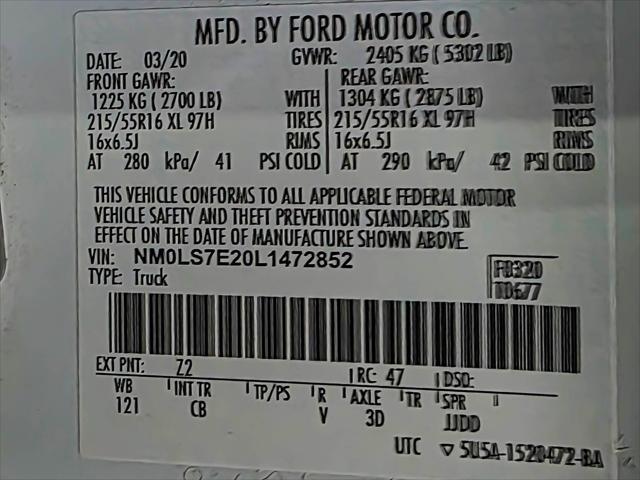 MFD. BY FORD MOTOR CO.
DATE: 03/20 GVWR: 2405 KG ( 5302 LB)
FRONT GAWR: REAR GAWR:
1225 KG ( 2700 LB) WITH 1304 KG ( 2875 LB) WITH
215/55R16 XL 97H TIRES 215/55R16 XL 97H TIRES
16x6.5J RIMS 16x6.5J RIMS
AT 280 kPa/ 41 PSI COLD AT 290 kPa/ 42 PSI COLD
THIS VEHICLE CONFORMS TO ALL APPLICABLE FEDERAL MOTOR
VEHICLE SAFETY AND THEFT PREVENTION STANDARDS IN
EFFECT ON THE DATE OF MANUFACTURE SHOWN ABOVE.
VIN: NM0LS7E20L1472852 F0320
TYPE: Truck T0677
EXT PNT: Z2 RC: 47 DSO:
WB INT TR TP/PS R AXLE TR SPR
121 CB V 3D JJDD
UTC ▽ 5U5A-1520472-BA